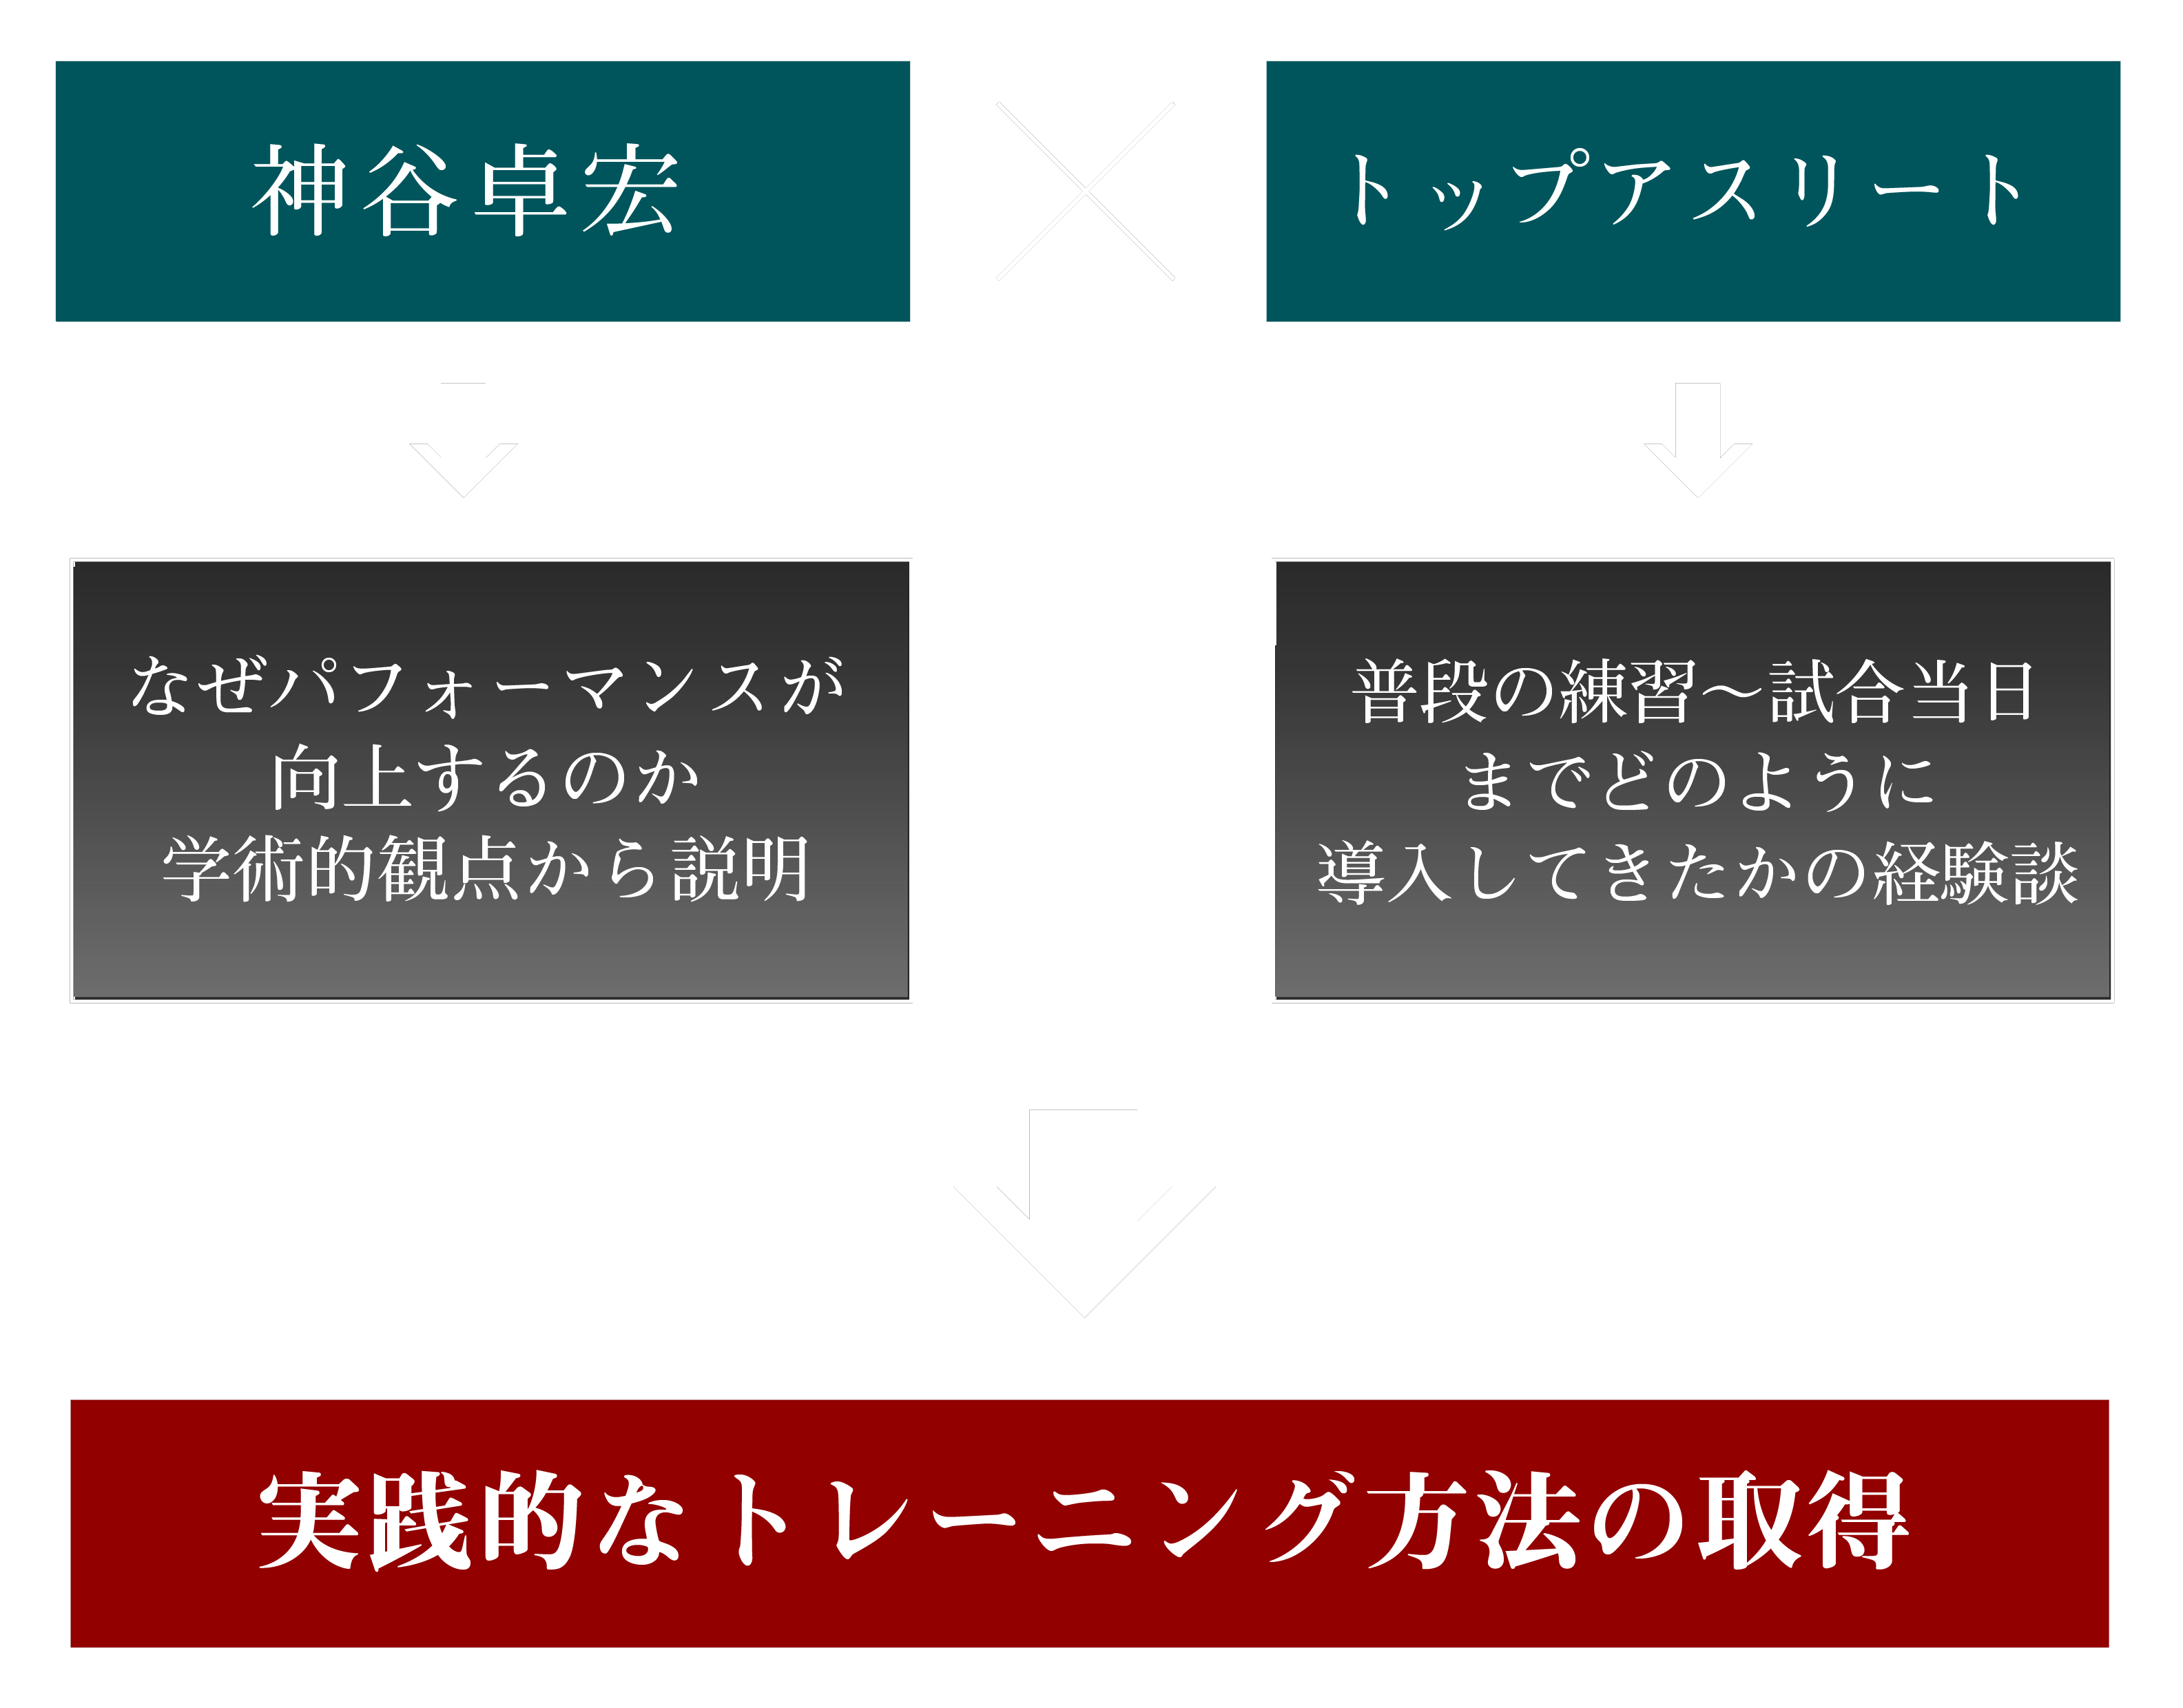 神谷卓宏
トップアスリート
なぜパフォーマンスが
向上するのか
学術的観点から説明
普段の練習〜試合当日
までどのように
導入してきたかの経験談
実践的なトレーニング方法の取得